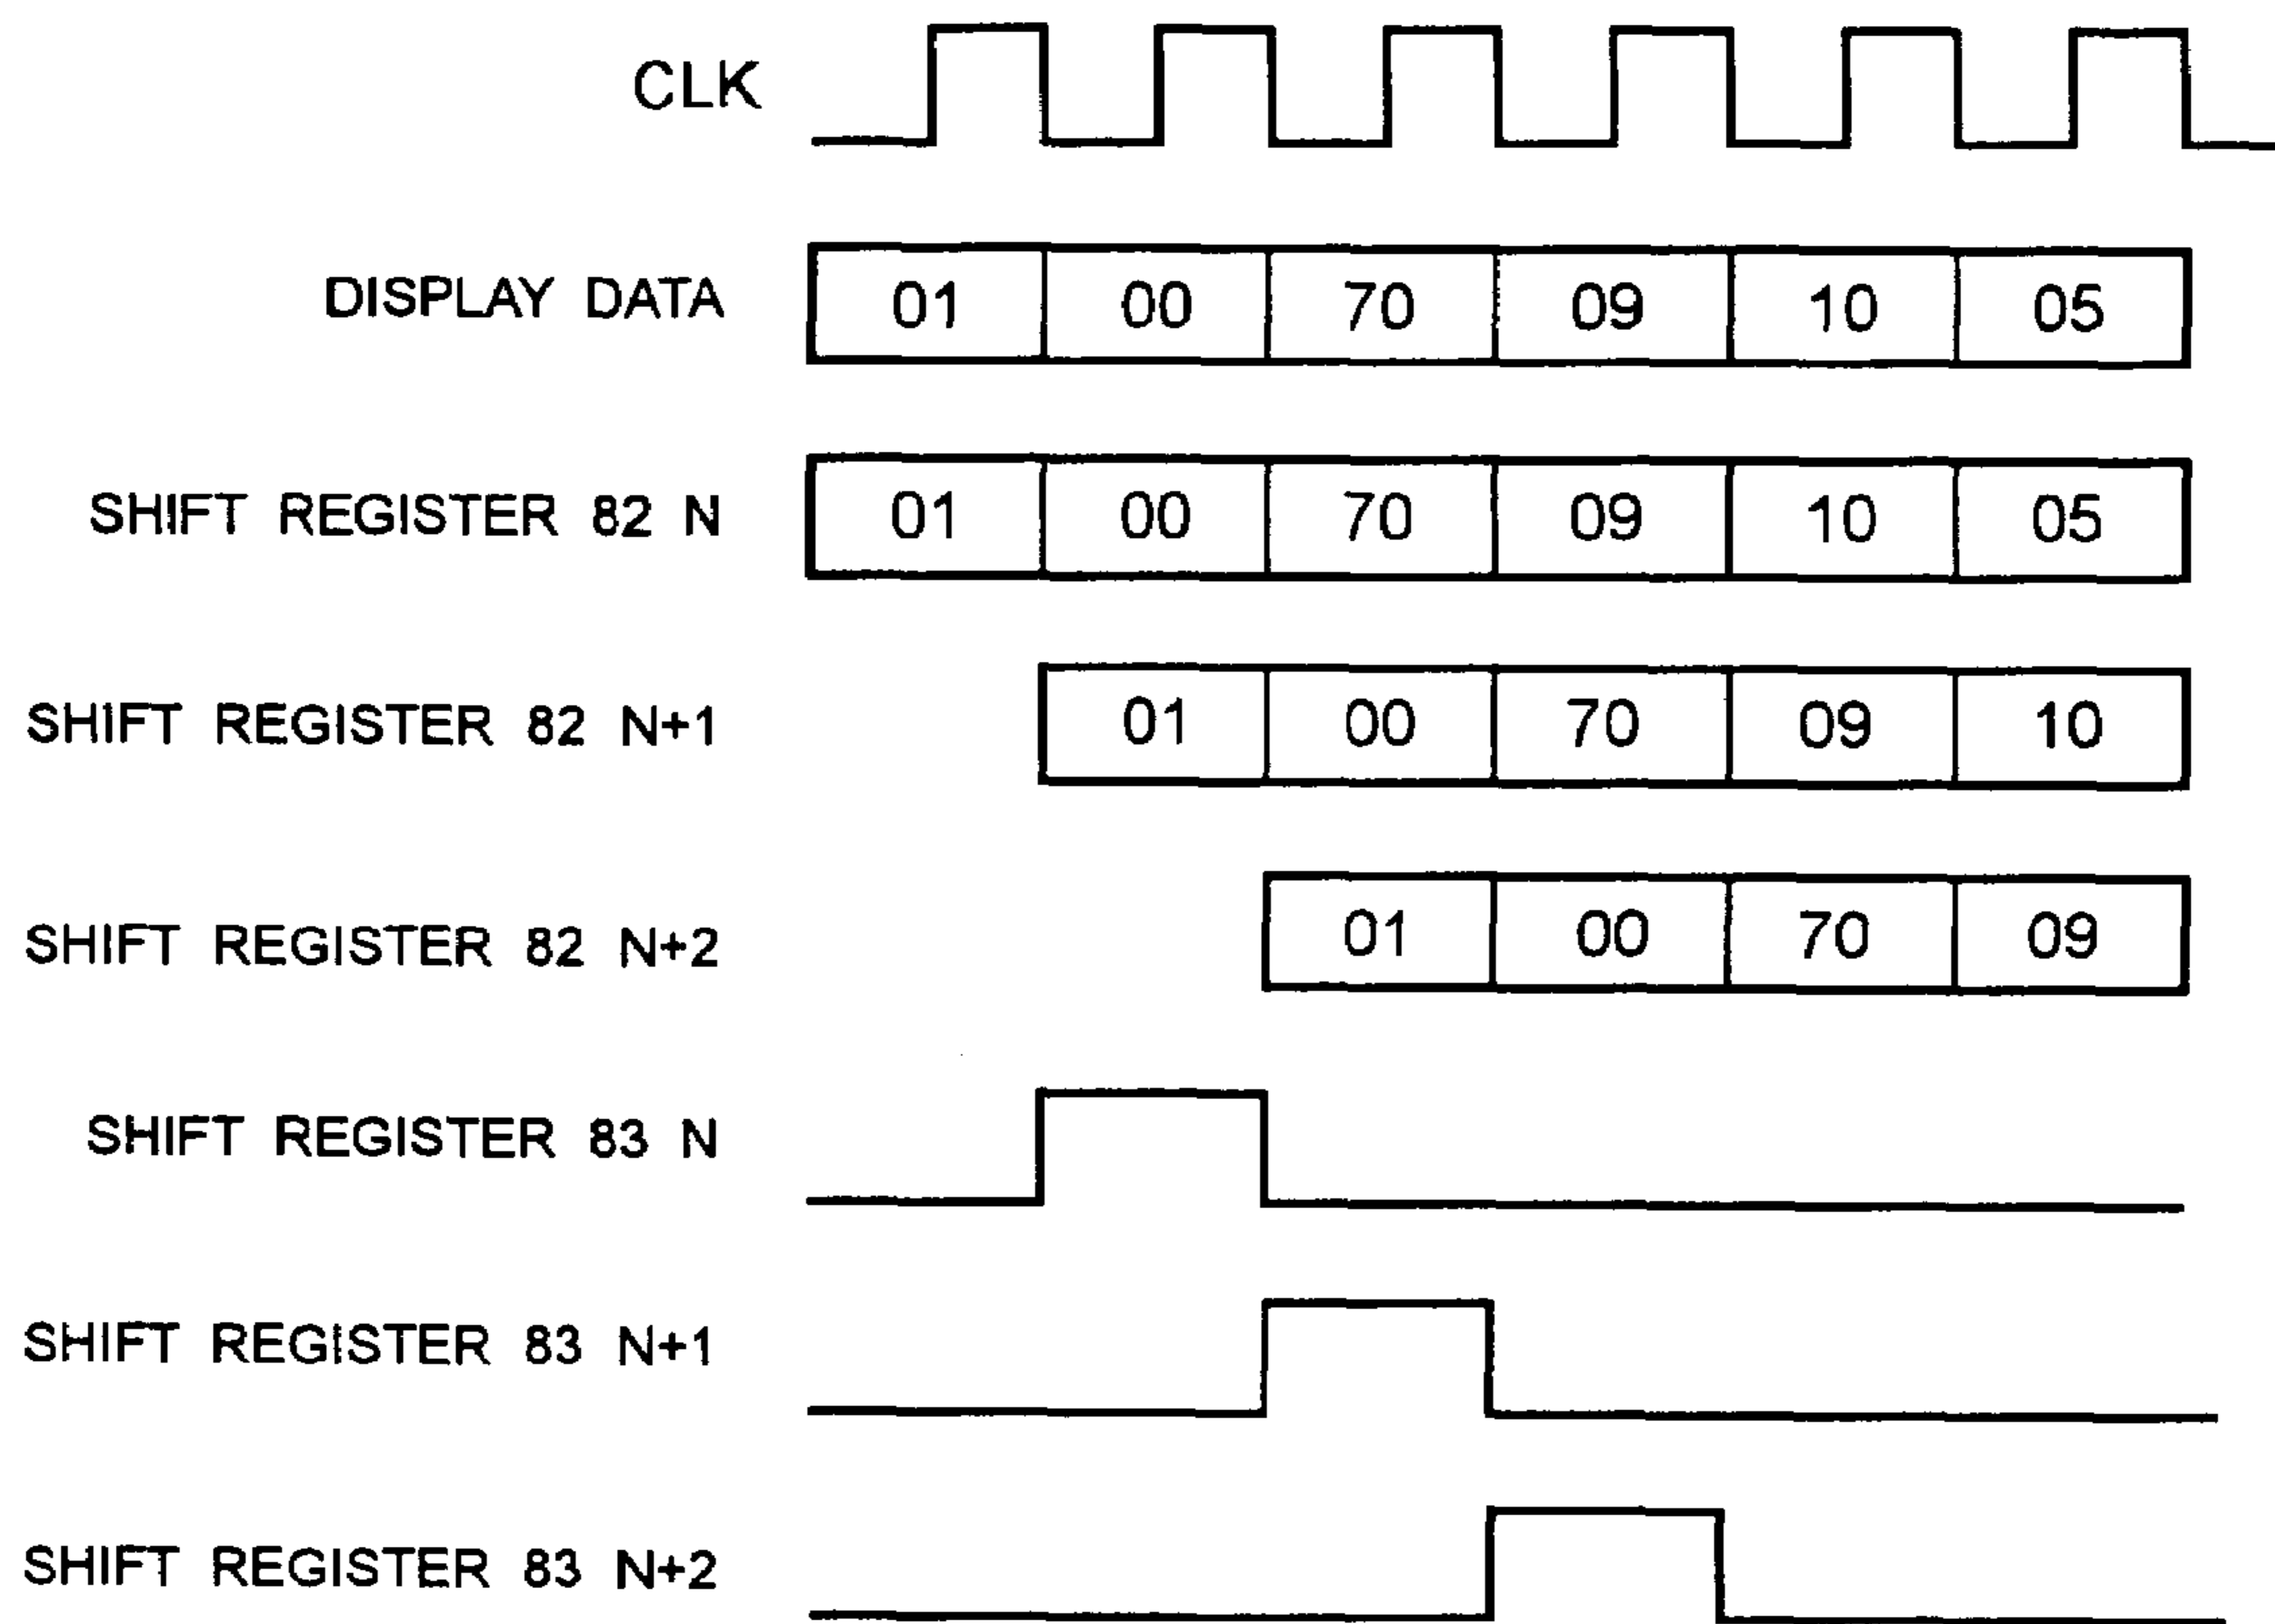 CLK
DISPLAY DATA 01 00 70 09 10 05
SHIFT REGISTER 82 N 01 00 70 09 10 05
SHIFT REGISTER 82 N+1 01 00 70 09 10
SHIFT REGISTER 82 N+2 01 00 70 09
SHIFT REGISTER 83 N
SHIFT REGISTER 83 N+1
SHIFT REGISTER 83 N+2